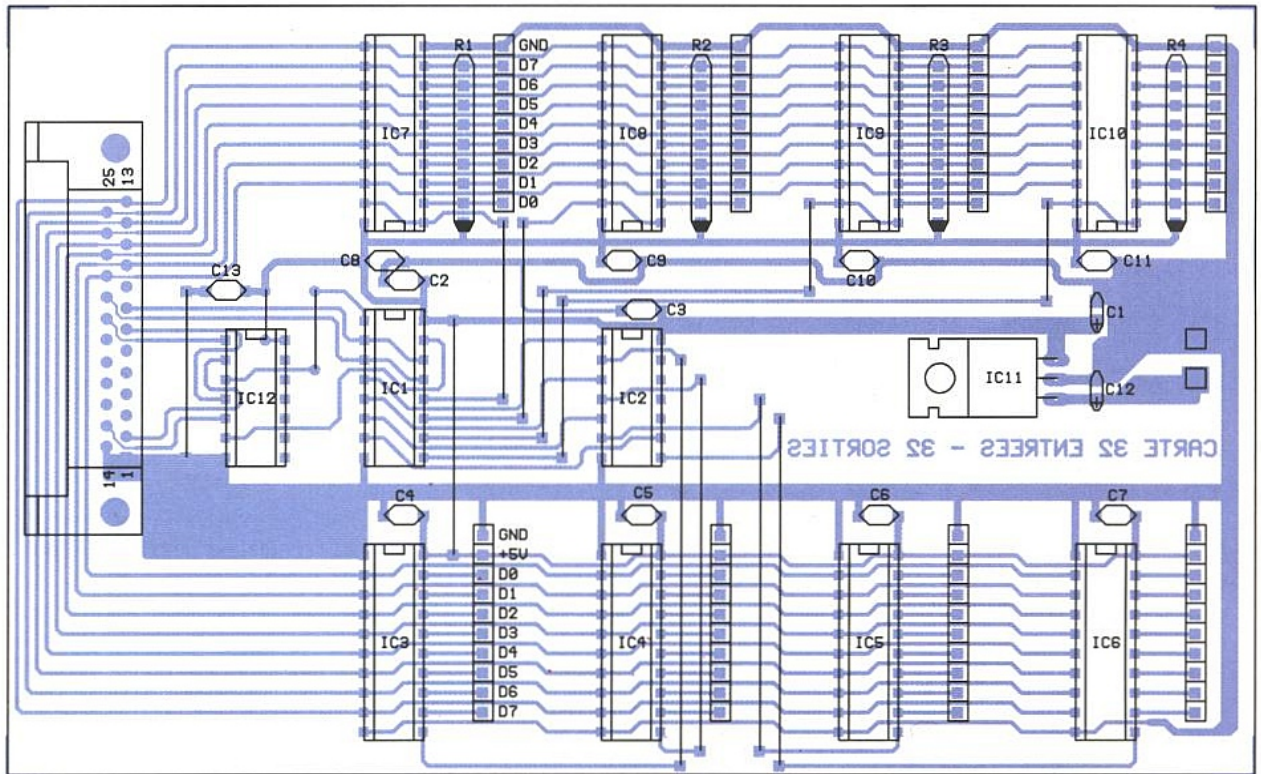 R1
R2
R3
R4
GND
D7
D6
D5
D4
D3
D2
D1
D0
IC7
IC8
IC9
IC10
25
13
C8
C9
C10
C11
C13
C2
C3
C1
IC12
IC1
IC2
IC11
C12
CARTE 32 ENTREES - 32 SORTIES
14
1
C4
C5
C6
C7
GND
+5V
D0
D1
D2
D3
D4
D5
D6
D7
IC3
IC4
IC5
IC6